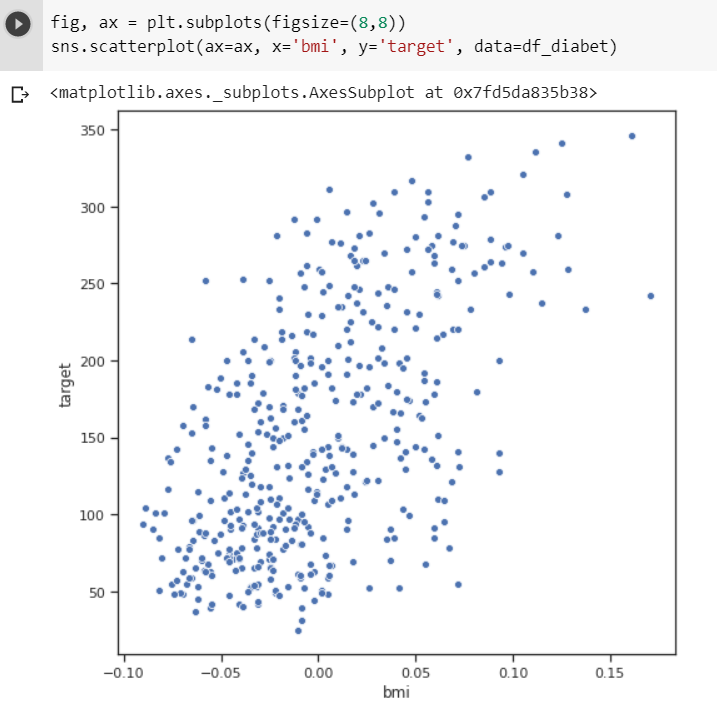 fig, ax = plt.subplots(figsize=(8,8))
sns.scatterplot(ax=ax, x='bmi', y='target', data=df_diabet)
<matplotlib.axes._subplots.AxesSubplot at 0x7fd5da835b38>
350
300
250
200
150
100
50
target
−0.10 −0.05 0.00 0.05 0.10 0.15
bmi